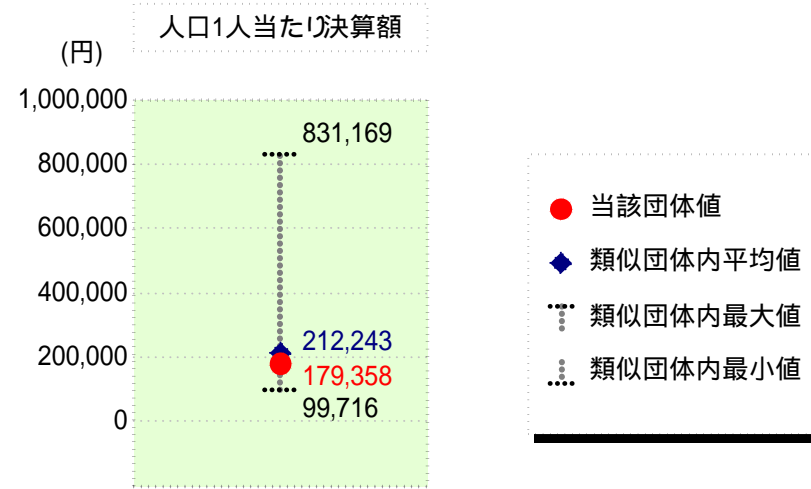 人口1人当たり決算額
(円)
1,000,000
831,169
800,000
600,000
400,000
212,243
200,000
179,358
99,716
0
当該団体値
類似団体内平均値
類似団体内最大値
類似団体内最小値